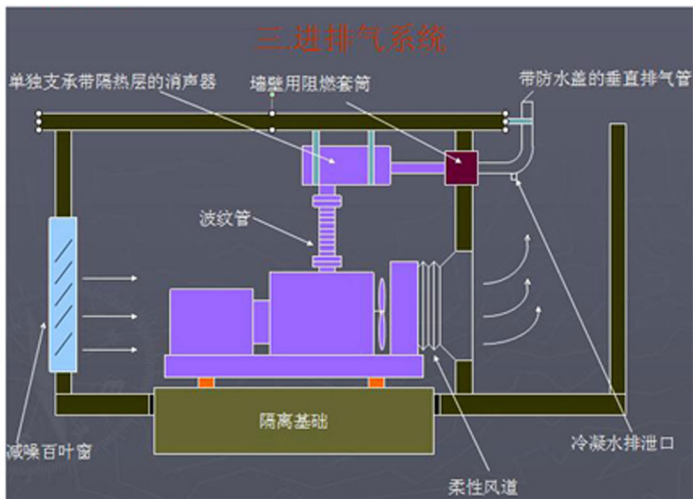 三.进排气系统
单独支承带隔热层的消声器
墙壁用阻燃套筒
带防水盖的垂直排气管
波纹管
隔离基础
减噪百叶窗
冷凝水排泄口
柔性风道